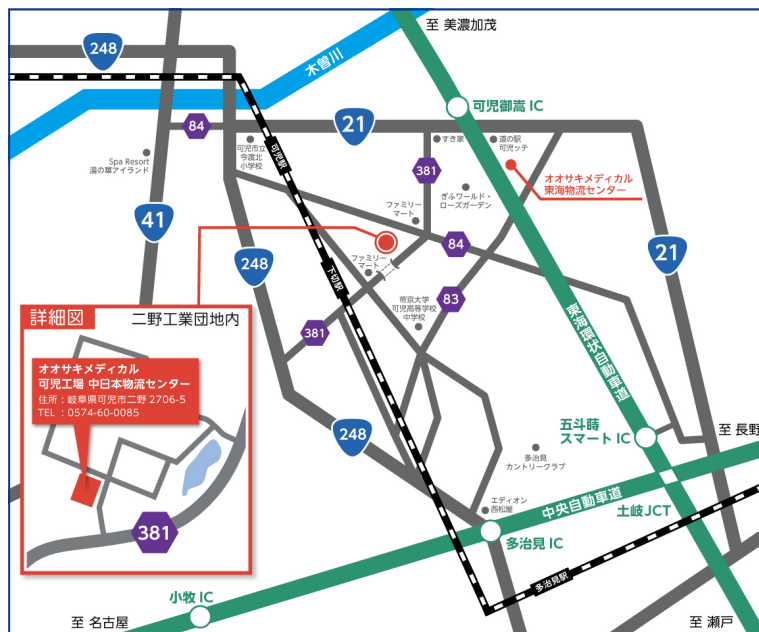 至 美濃加茂
248
木曽川
可児御嵩 IC
84
21
すき家
道の駅
可児ッテ
可児市立
今渡北
小学校
可児駅
Spa Resort
湯の華アイランド
381
オオサキメディカル
東海物流センター
ぎふワールド・
ローズガーデン
ファミリー
マート
41
84
21
248
ファミリー
マート
下切駅
83
帝京大学
可児高等学校
中学校
381
東海環状自動車道
詳細図
二野工業団地内
オオサキメディカル
可児工場 中日本物流センター
住所:岐阜県可児市二野 2706-5
TEL :0574-60-0085
381
五斗蒔
スマート IC
至 長野
248
多治見
カントリークラブ
エディオン
西松屋
中央自動車道
土岐JCT
多治見 IC
多治見駅
小牧 IC
至 名古屋
至 瀬戸